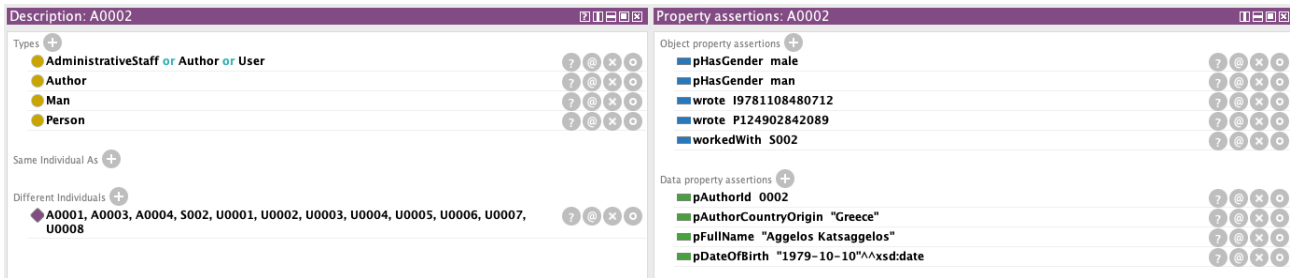 Description: A0002
Types
AdministrativeStaff or Author or User
Author
Man
Person
Same Individual As
Different Individuals
A0001, A0003, A0004, S002, U0001, U0002, U0003, U0004, U0005, U0006, U0007,
U0008
Property assertions: A0002
Object property assertions
pHasGender male
pHasGender man
wrote I9781108480712
wrote P124902842089
workedWith S002
Data property assertions
pAuthorId 0002
pAuthorCountryOrigin "Greece"
pFullName "Aggelos Katsaggelos"
pDateOfBirth "1979-10-10"^^xsd:date